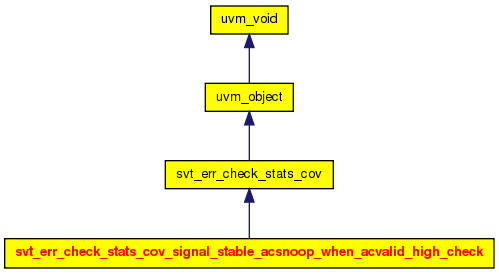 uvm_void
uvm_object
svt_err_check_stats_cov
svt_err_check_stats_cov_signal_stable_acsnoop_when_acvalid_high_check